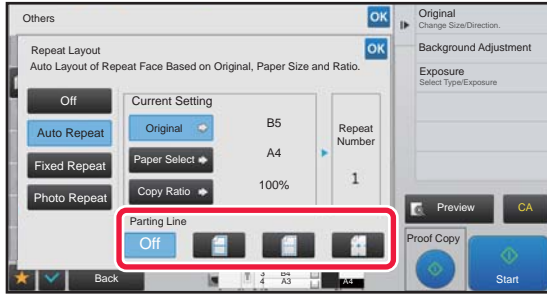 Others
OK
Original
Change Size/Direction.
Repeat Layout
OK
Auto Layout of Repeat Face Based on Original, Paper Size and Ratio.
Background Adjustment
Exposure
Select Type/Exposure
Off
Current Setting
Auto Repeat
Original
B5
Repeat
Number
Fixed Repeat
Paper Select
A4
1
Photo Repeat
Copy Ratio
100%
Preview
CA
Parting Line
Off
Proof Copy
Start
Back
3 B4
4 A3
A4